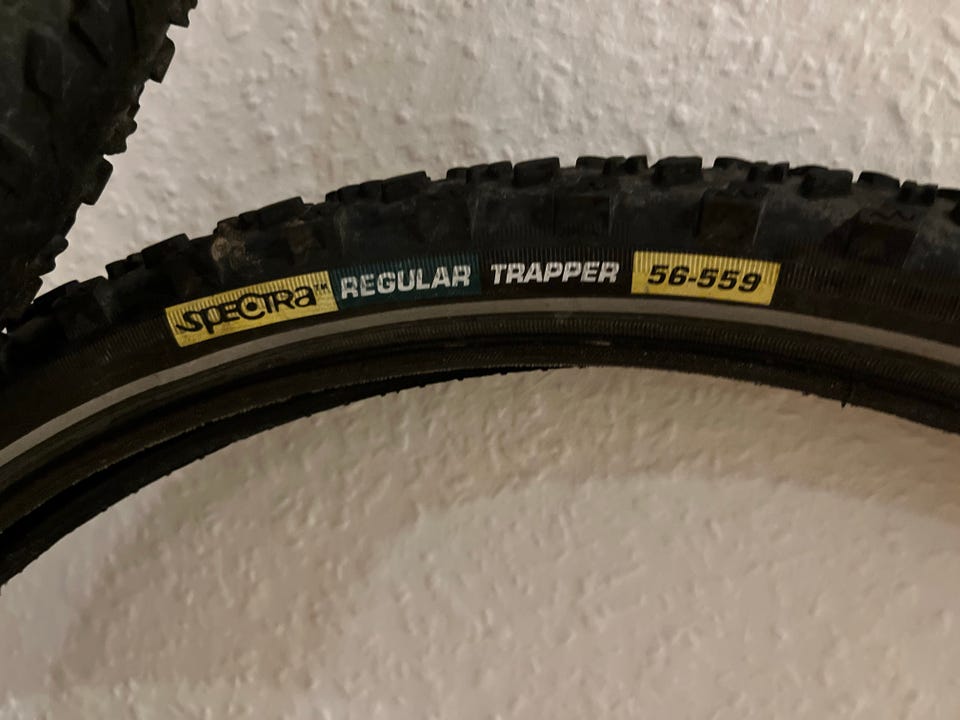 SPECTRA™ REGULAR TRAPPER 56-559